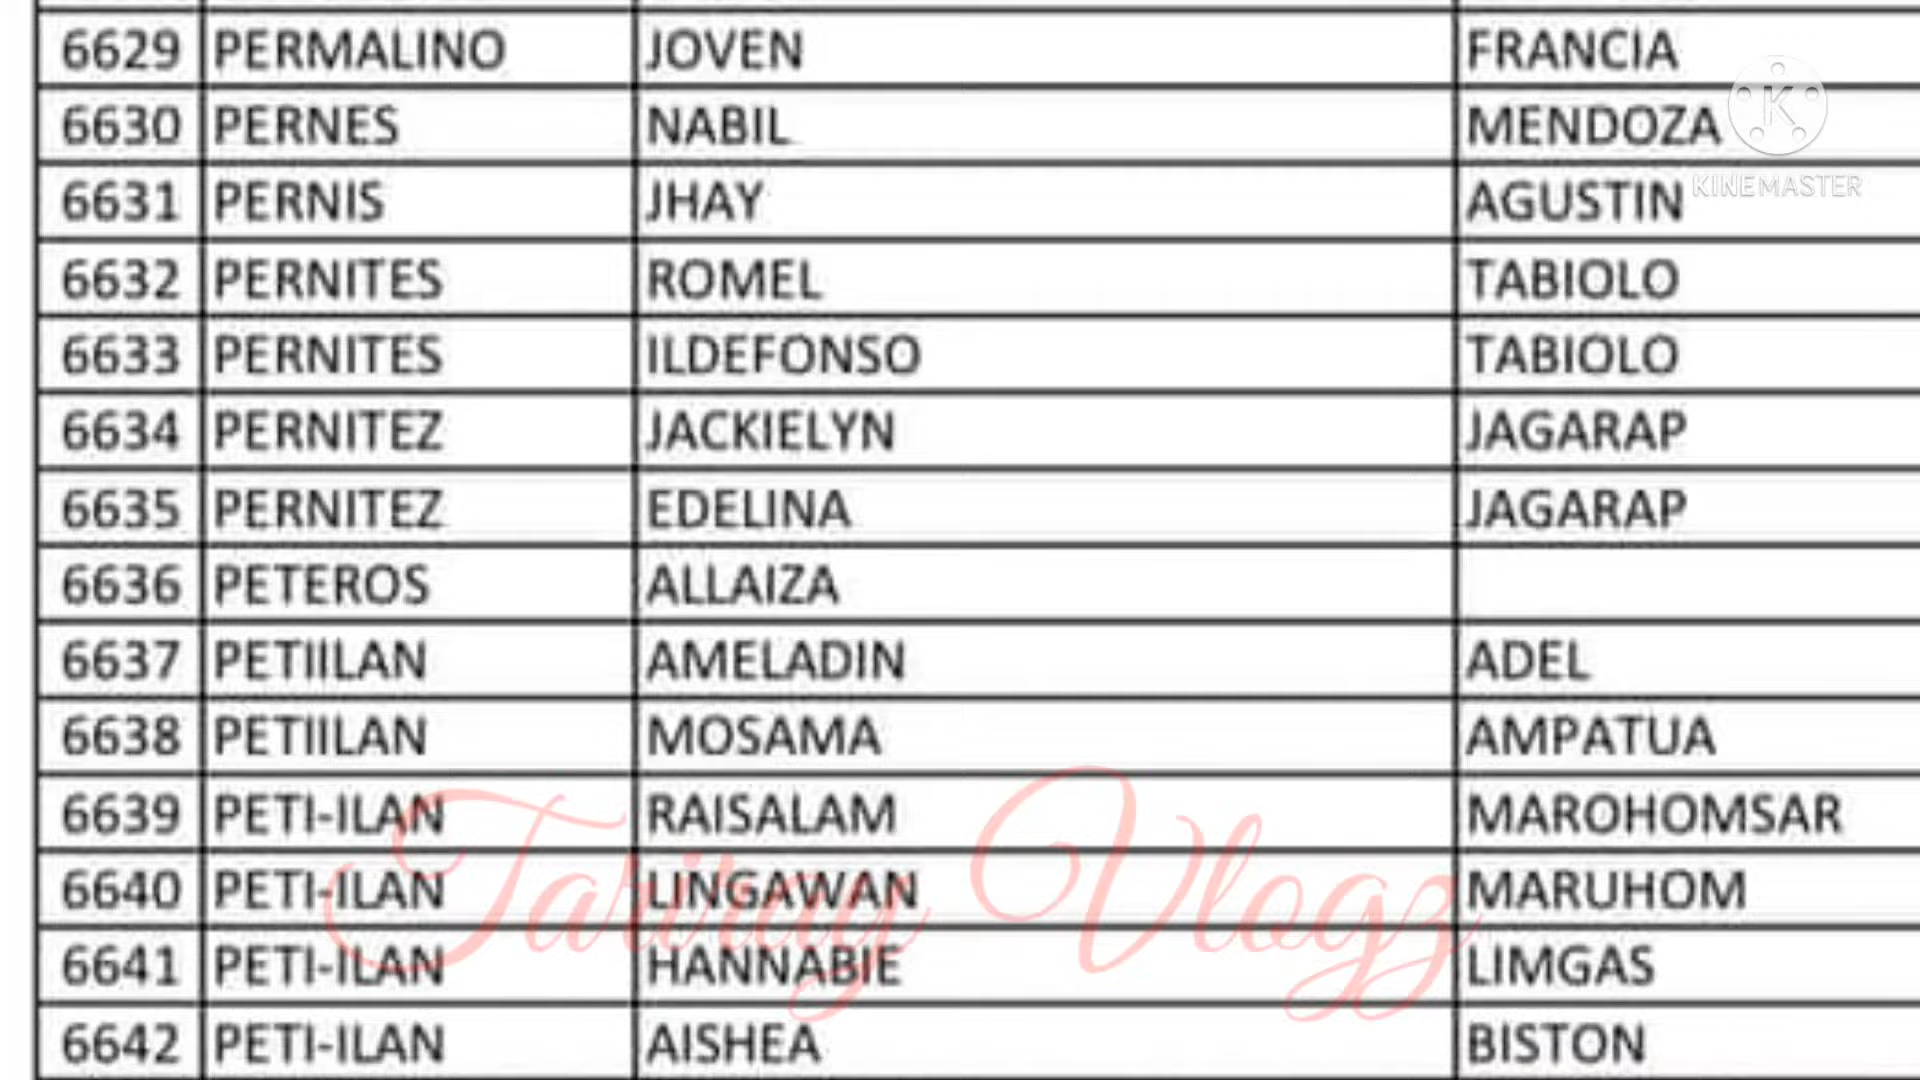 6629 PERMALINO JOVEN FRANCIA
6630 PERNES NABIL MENDOZA
6631 PERNIS JHAY AGUSTIN
6632 PERNITES ROMEL TABIOLO
6633 PERNITES ILDEFONSO TABIOLO
6634 PERNITEZ JACKIELYN JAGARAP
6635 PERNITEZ EDELINA JAGARAP
6636 PETEROS ALLAIZA
6637 PETIILAN AMELADIN ADEL
6638 PETIILAN MOSAMA AMPATUA
6639 PETI-ILAN RAISALAM MAROHOMSAR
6640 PETI-ILAN LINGAWAN MARUHOM
6641 PETI-ILAN HANNABIE LIMGAS
6642 PETI-ILAN AISHEA BISTON
K
KINEMASTER
Vlogz